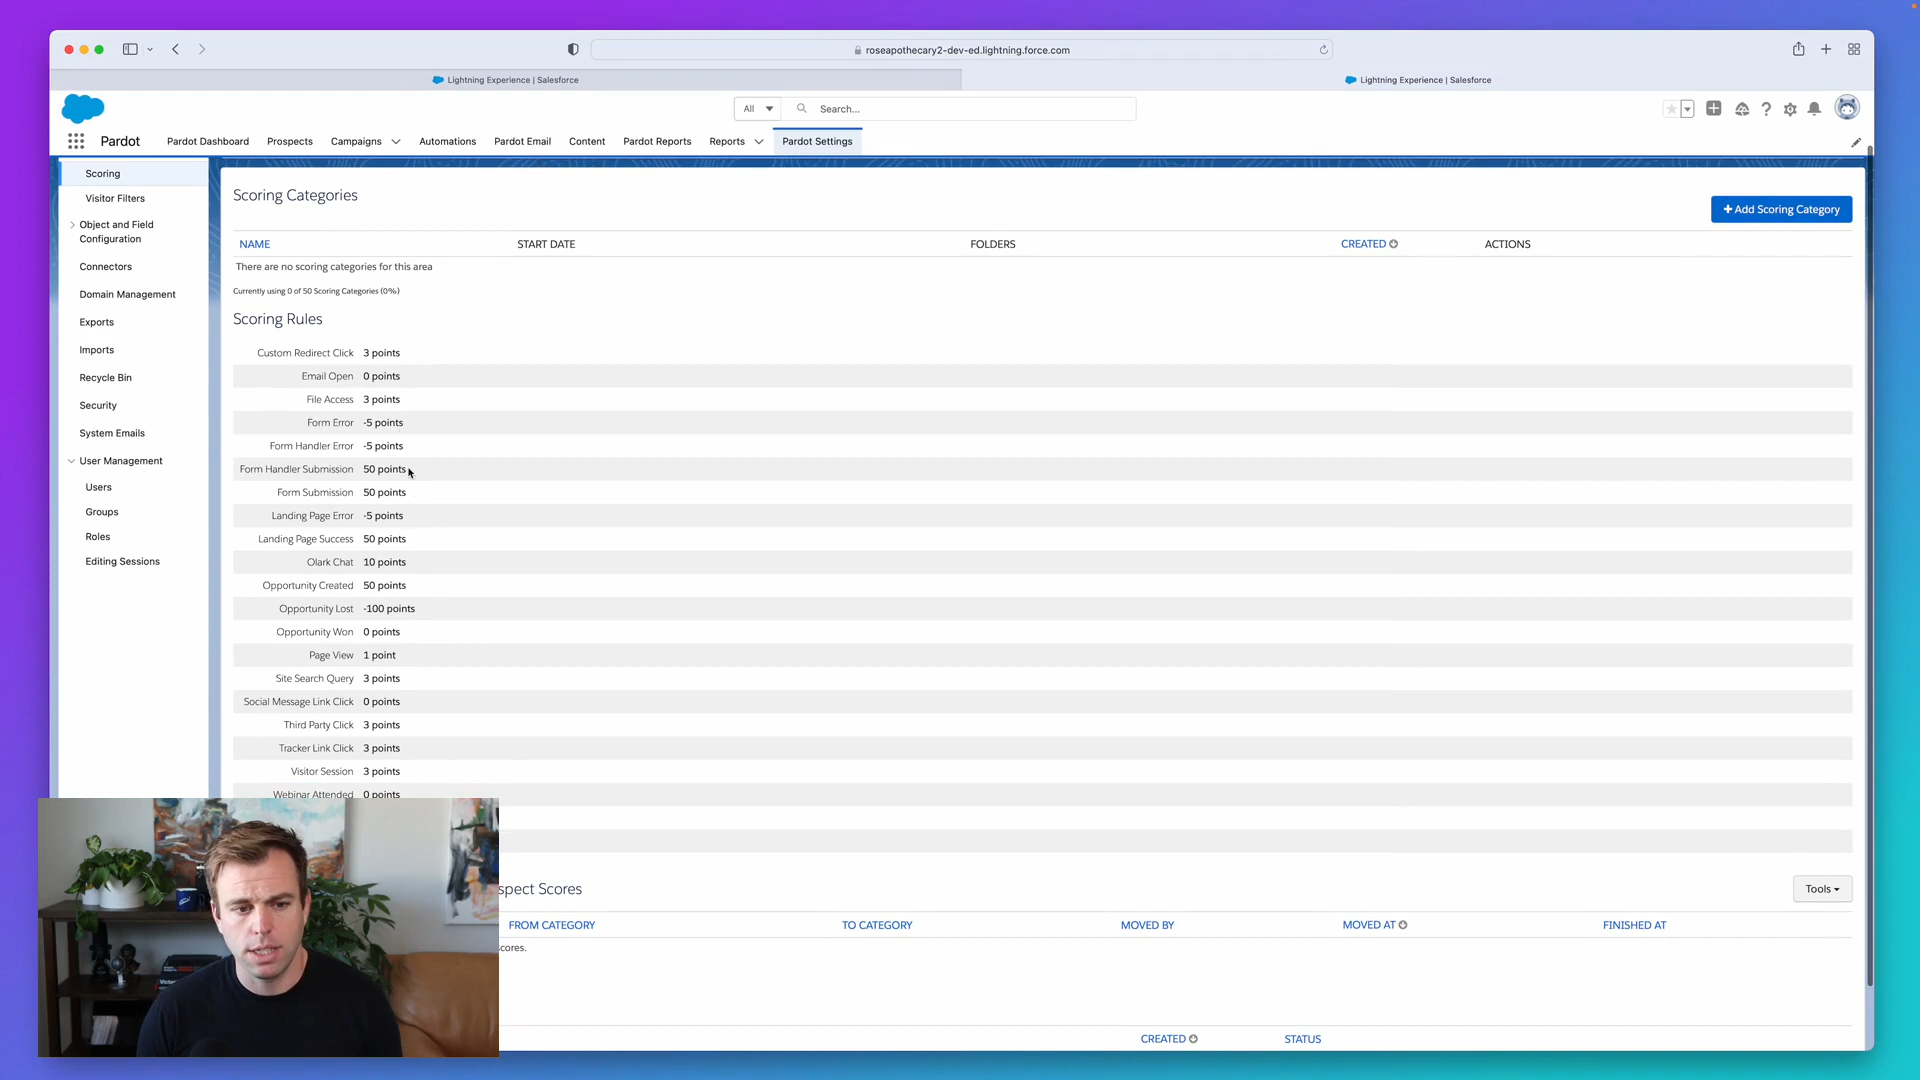 roseapothecary2-dev-ed.lightning.force.com
Lightning Experience | Salesforce
Lightning Experience | Salesforce
All
Search...
Pardot
Pardot Dashboard
Prospects
Campaigns
Automations
Pardot Email
Content
Pardot Reports
Reports
Pardot Settings
Scoring
Visitor Filters
Object and Field
Configuration
Connectors
Domain Management
Exports
Imports
Recycle Bin
Security
System Emails
User Management
Users
Groups
Roles
Editing Sessions
Scoring Categories
+ Add Scoring Category
NAME START DATE FOLDERS CREATED ACTIONS
There are no scoring categories for this area
Currently using 0 of 50 Scoring Categories (0%)
Scoring Rules
Custom Redirect Click 3 points
Email Open 0 points
File Access 3 points
Form Error -5 points
Form Handler Error -5 points
Form Handler Submission 50 points
Form Submission 50 points
Landing Page Error -5 points
Landing Page Success 50 points
Olark Chat 10 points
Opportunity Created 50 points
Opportunity Lost -100 points
Opportunity Won 0 points
Page View 1 point
Site Search Query 3 points
Social Message Link Click 0 points
Third Party Click 3 points
Tracker Link Click 3 points
Visitor Session 3 points
Webinar Attended 0 points
spect Scores
Tools
FROM CATEGORY TO CATEGORY MOVED BY MOVED AT FINISHED AT
cores.
CREATED STATUS